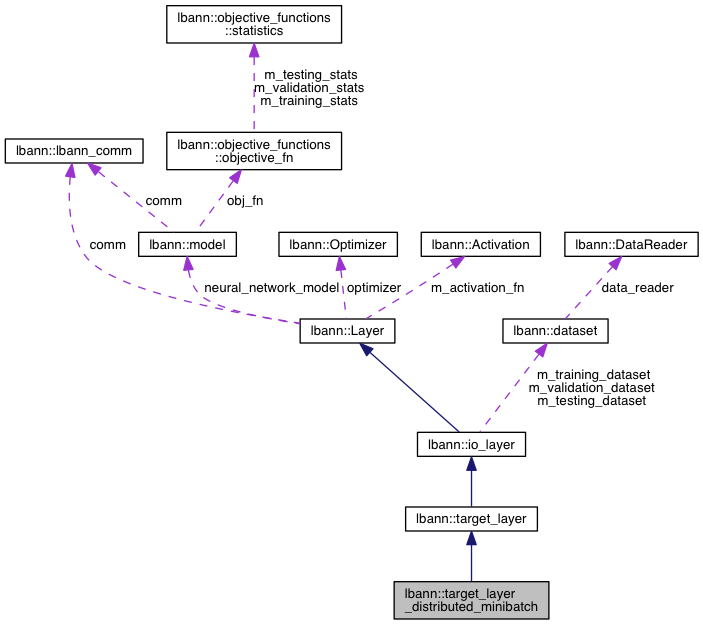 lbann::objective_functions
::statistics
m_testing_stats
m_validation_stats
m_training_stats
lbann::lbann_comm
lbann::objective_functions
::objective_fn
comm
obj_fn
comm
lbann::model
lbann::Optimizer
lbann::Activation
lbann::DataReader
neural_network_model
optimizer
m_activation_fn
data_reader
lbann::Layer
lbann::dataset
m_training_dataset
m_validation_dataset
m_testing_dataset
lbann::io_layer
lbann::target_layer
lbann::target_layer
_distributed_minibatch